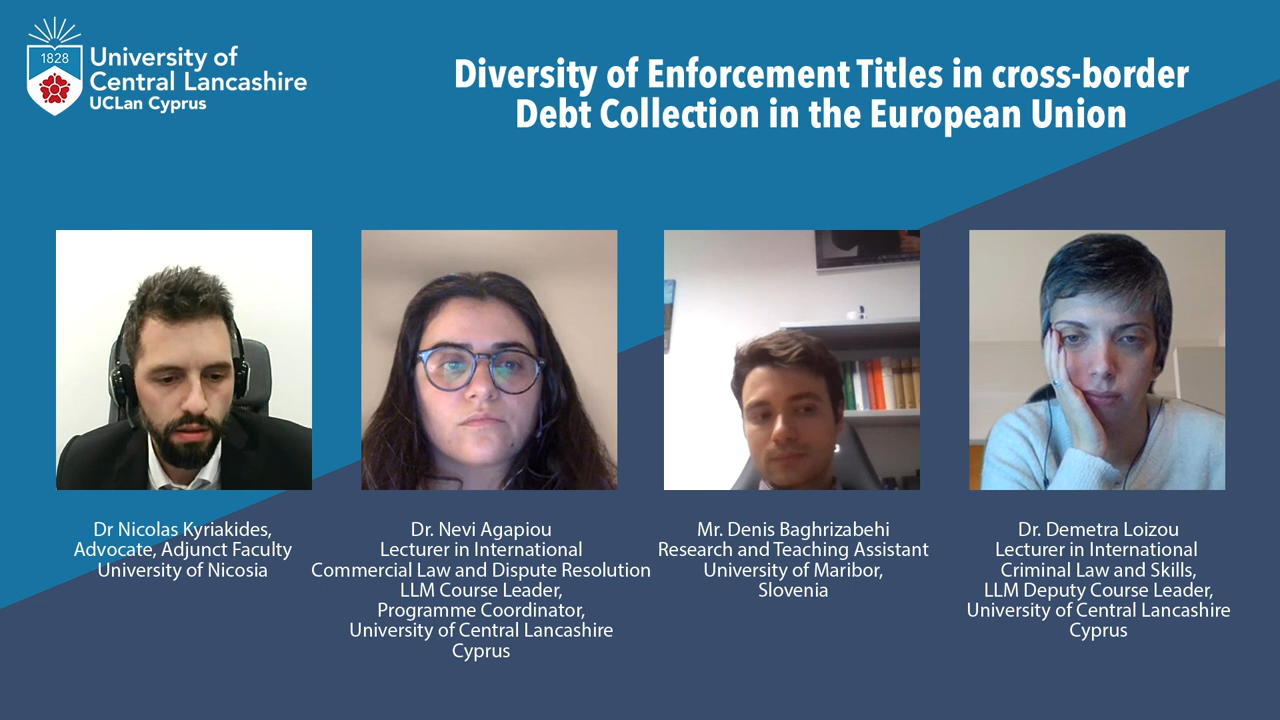 1828
University of
Central Lancashire
UCLan Cyprus
Diversity of Enforcement Titles in cross-border
Debt Collection in the European Union
Dr Nicolas Kyriakides,
Advocate, Adjunct Faculty
University of Nicosia
Dr. Nevi Agapiou
Lecturer in International
Commercial Law and Dispute Resolution
LLM Course Leader,
Programme Coordinator,
University of Central Lancashire
Cyprus
Mr. Denis Baghrizabehi
Research and Teaching Assistant
University of Maribor,
Slovenia
Dr. Demetra Loizou
Lecturer in International
Criminal Law and Skills,
LLM Deputy Course Leader,
University of Central Lancashire
Cyprus